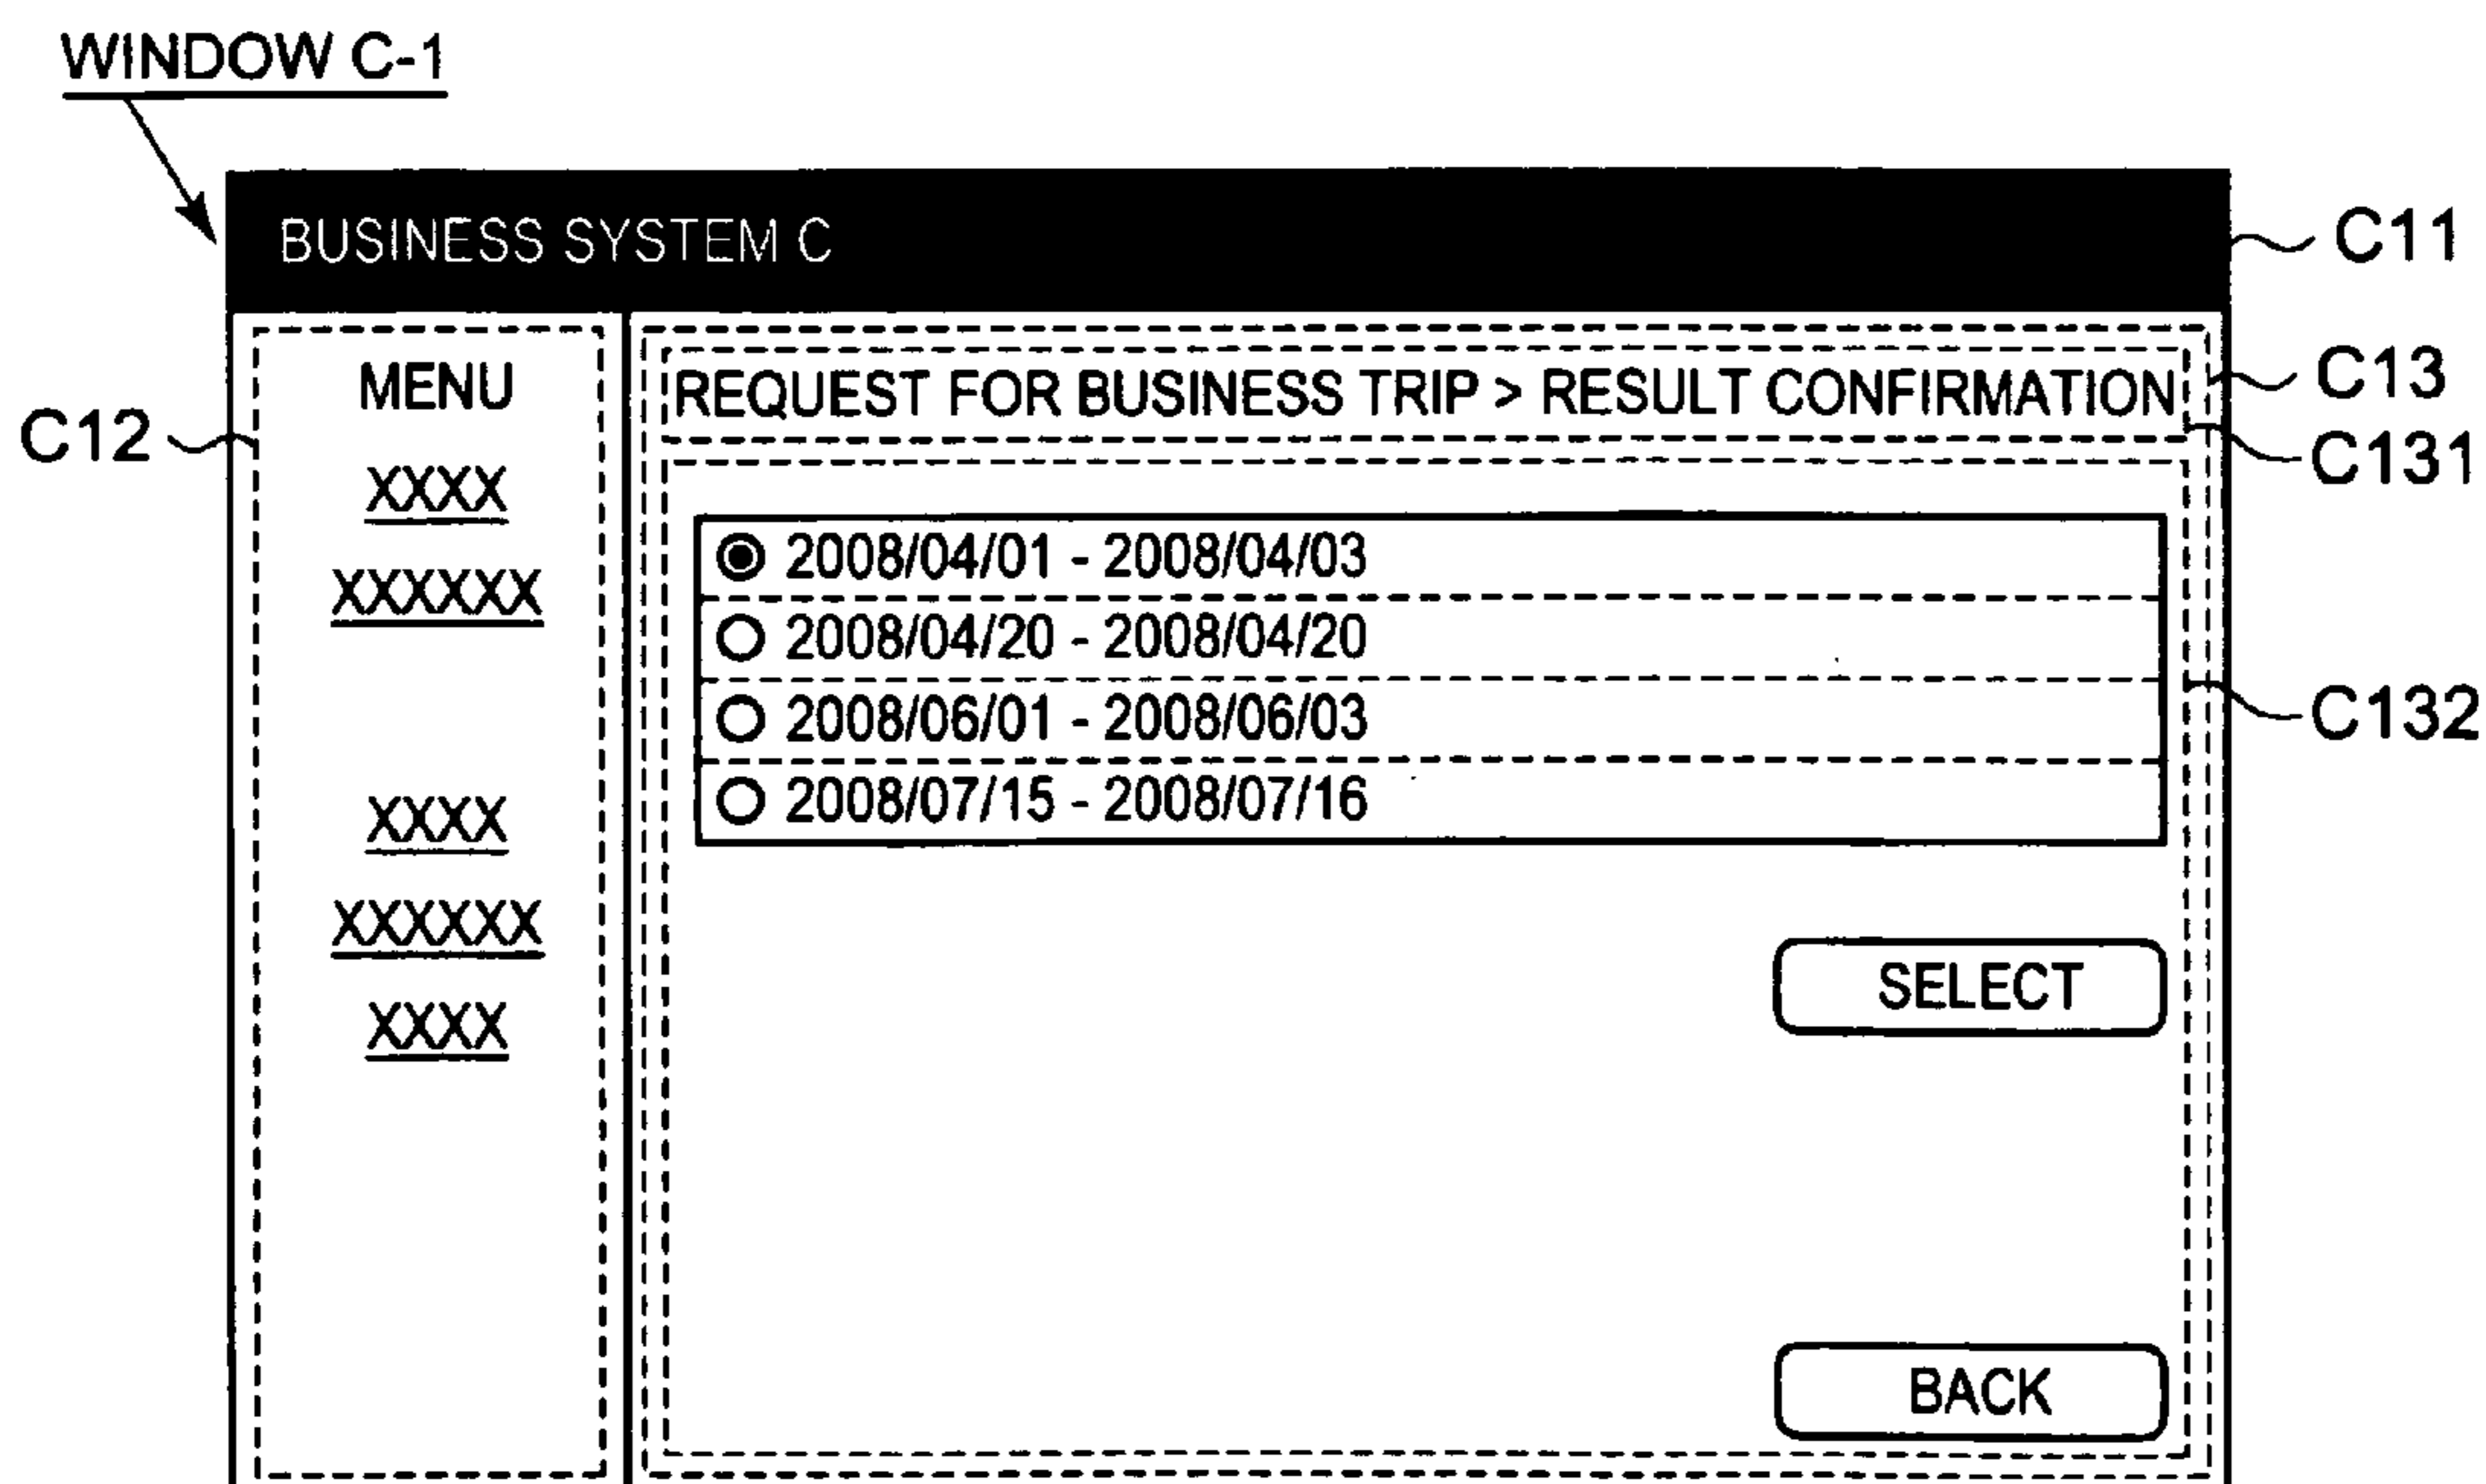 WINDOW C-1
BUSINESS SYSTEM C
C11
C12
MENU
XXXX
XXXXXX
XXXX
XXXXXX
XXXX
C13
REQUEST FOR BUSINESS TRIP > RESULT CONFIRMATION
C131
2008/04/01 - 2008/04/03
2008/04/20 - 2008/04/20
2008/06/01 - 2008/06/03
2008/07/15 - 2008/07/16
C132
SELECT
BACK